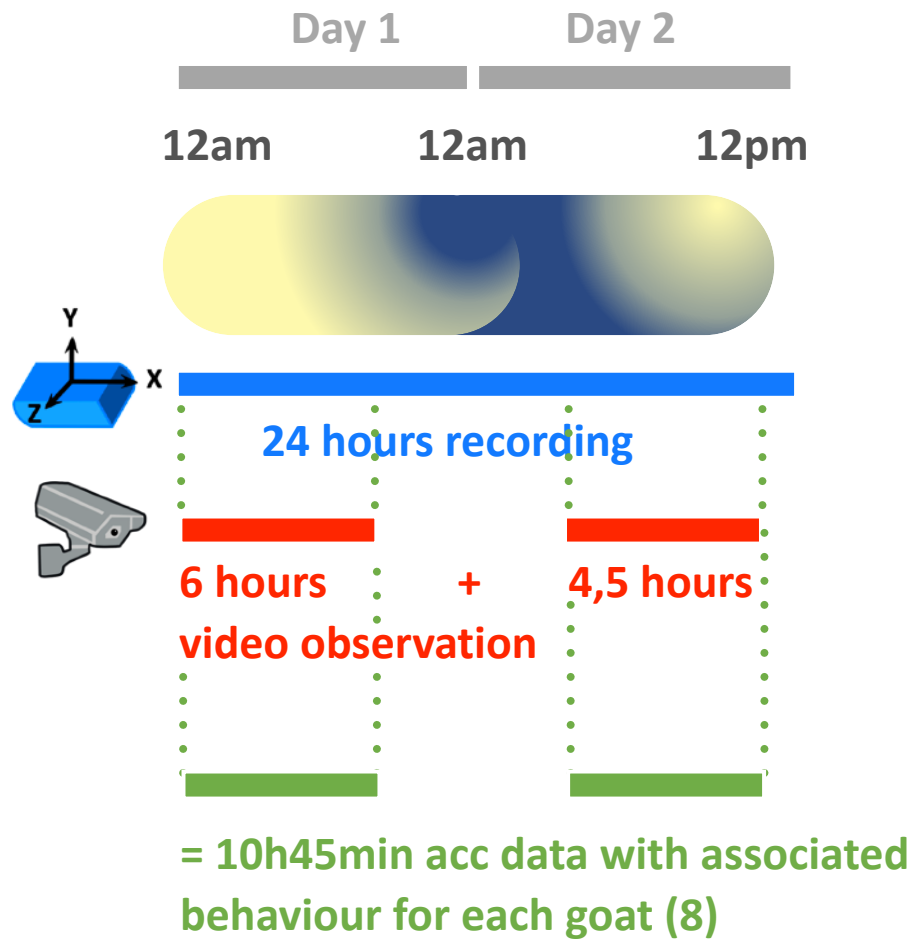 Day 1 Day 2
12am 12am 12pm
Y
X
Z
24 hours recording
6 hours + 4,5 hours
video observation
= 10h45min acc data with associated
behaviour for each goat (8)